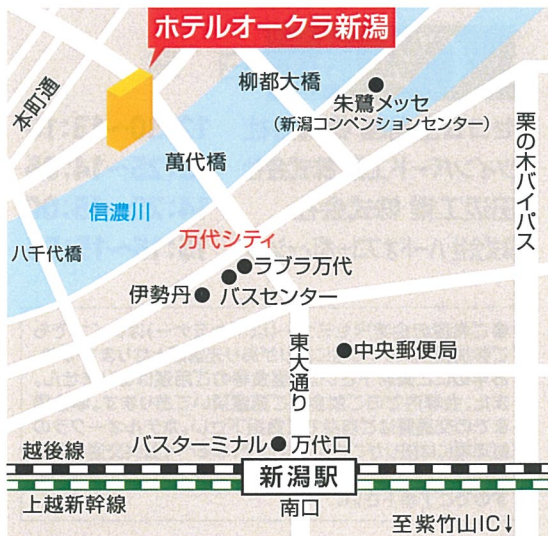 ホテルオークラ新潟
本町通
柳都大橋
朱鷺メッセ
(新潟コンベンションセンター)
栗の木バイパス
萬代橋
信濃川
八千代橋
万代シティ
ラブラ万代
伊勢丹
バスセンター
東大通り
中央郵便局
越後線
バスターミナル
万代口
新潟駅
上越新幹線
南口
至紫竹山IC↓